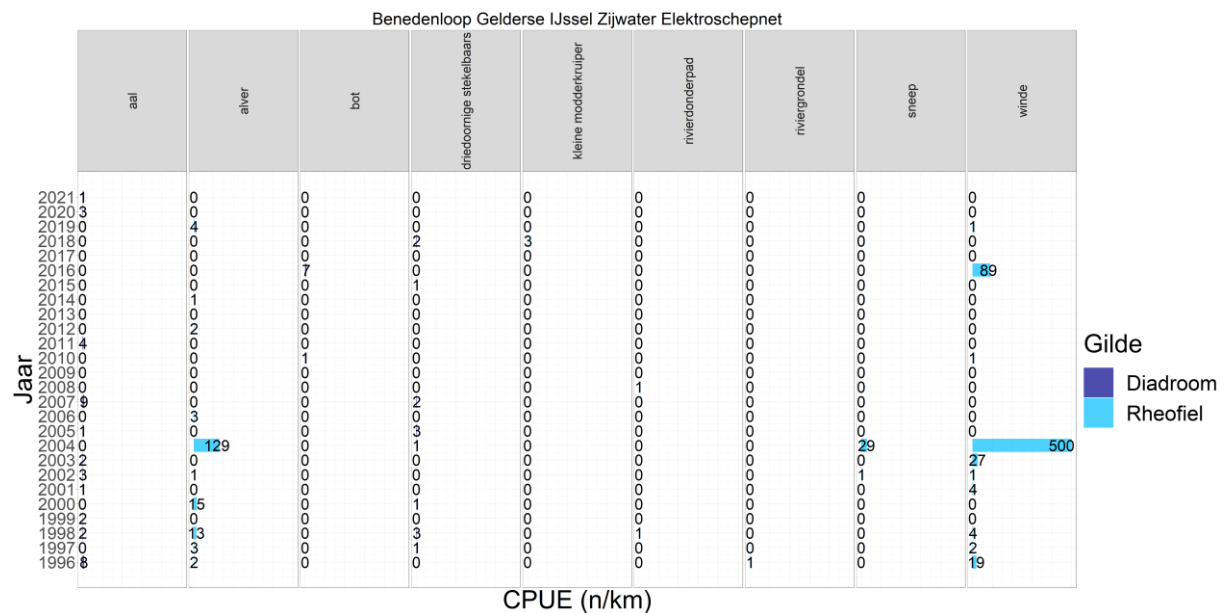 Benedenloop Gelderse IJssel Zijwater Elektroschepnet
aal
alver
bot
driedoornige stekelbaars
kleine modderkruiper
rivierdonderpad
riviergrondel
sneep
winde
Jaar
2021 1 0 0 0 0 0 0 0 0
2020 3 0 0 0 0 0 0 0 0
2019 0 4 0 0 0 0 0 0 1
2018 0 0 0 2 3 0 0 0 0
2017 0 0 0 0 0 0 0 0 0
2016 0 0 7 0 0 0 0 0 89
2015 0 0 0 1 0 0 0 0 0
2014 0 1 0 0 0 0 0 0 0
2013 0 0 0 0 0 0 0 0 0
2012 0 2 0 0 0 0 0 0 0
2011 4 0 0 0 0 0 0 0 0
2010 0 0 1 0 0 0 0 0 1
2009 0 0 0 0 0 0 0 0 0
2008 0 0 0 0 0 1 0 0 0
2007 9 0 0 2 0 0 0 0 0
2006 0 3 0 0 0 0 0 0 0
2005 1 0 0 3 0 0 0 0 0
2004 0 129 0 1 0 0 0 29 500
2003 2 0 0 0 0 0 0 0 27
2002 3 1 0 0 0 0 0 1 1
2001 1 0 0 0 0 0 0 0 4
2000 0 15 0 1 0 0 0 0 0
1999 2 0 0 0 0 0 0 0 0
1998 2 13 0 3 0 1 0 0 4
1997 0 3 0 1 0 0 0 0 2
1996 8 2 0 0 0 0 1 0 19
CPUE (n/km)
Gilde
Diadroom
Rheofiel